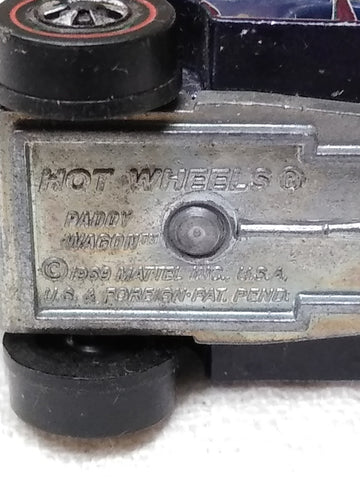 HOT WHEELS ®
PADDY
WAGON™
© 1969 MATTEL INC., U.S.A.
U.S. & FOREIGN PAT. PEND.